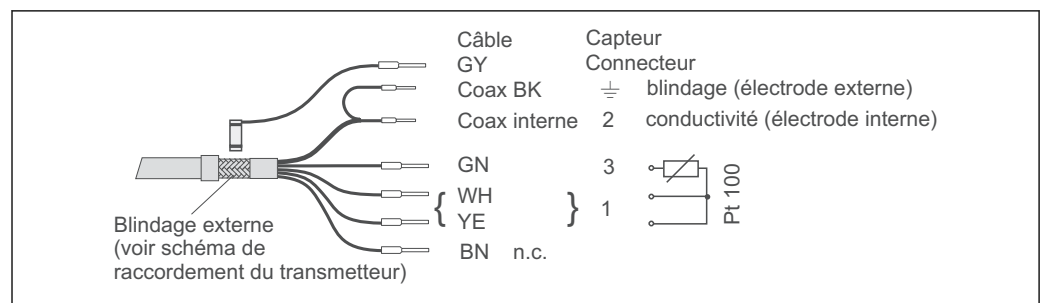 Câble Capteur
GY Connecteur
Coax BK ⏚ blindage (électrode externe)
Coax interne 2 conductivité (électrode interne)
GN 3
{ WH } 1
YE
BN n.c.
Pt 100
Blindage externe
(voir schéma de
raccordement du transmetteur)